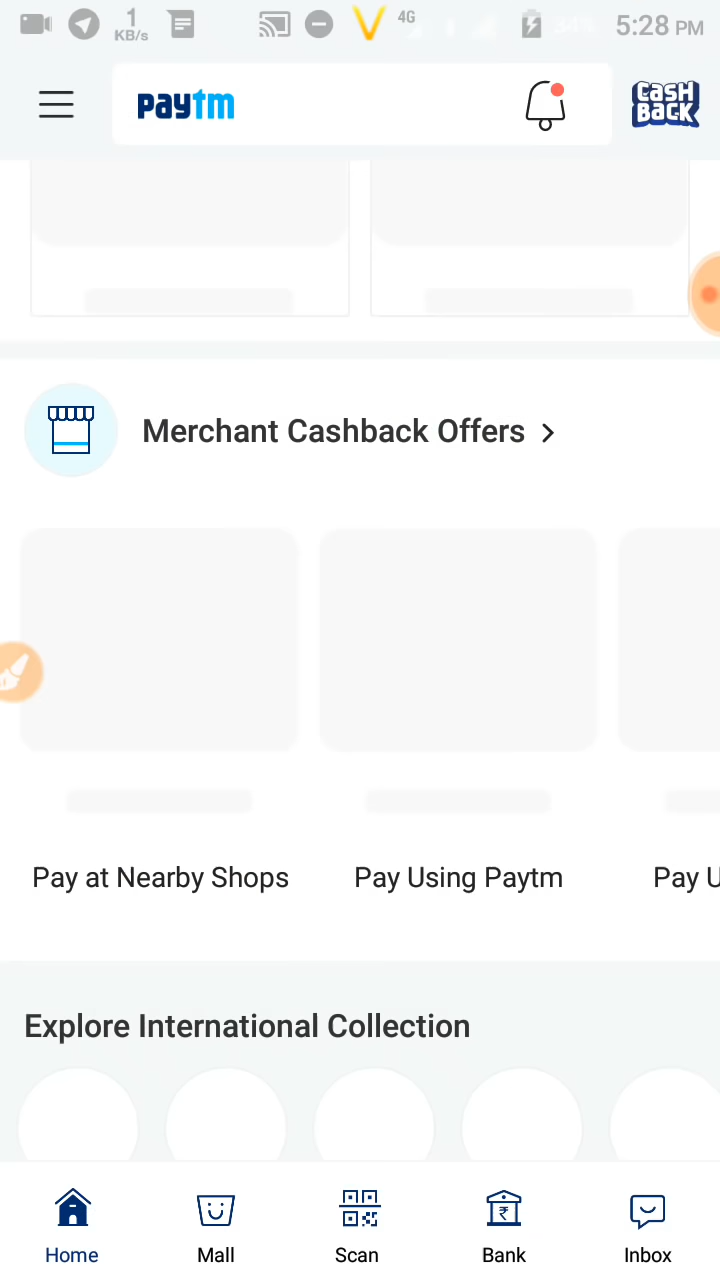 1
KB/s
4G
5:28 PM
paytm
CASH
BACK
Merchant Cashback Offers
Pay at Nearby Shops
Pay Using Paytm
Pay U
Explore International Collection
Home
Mall
Scan
Bank
Inbox